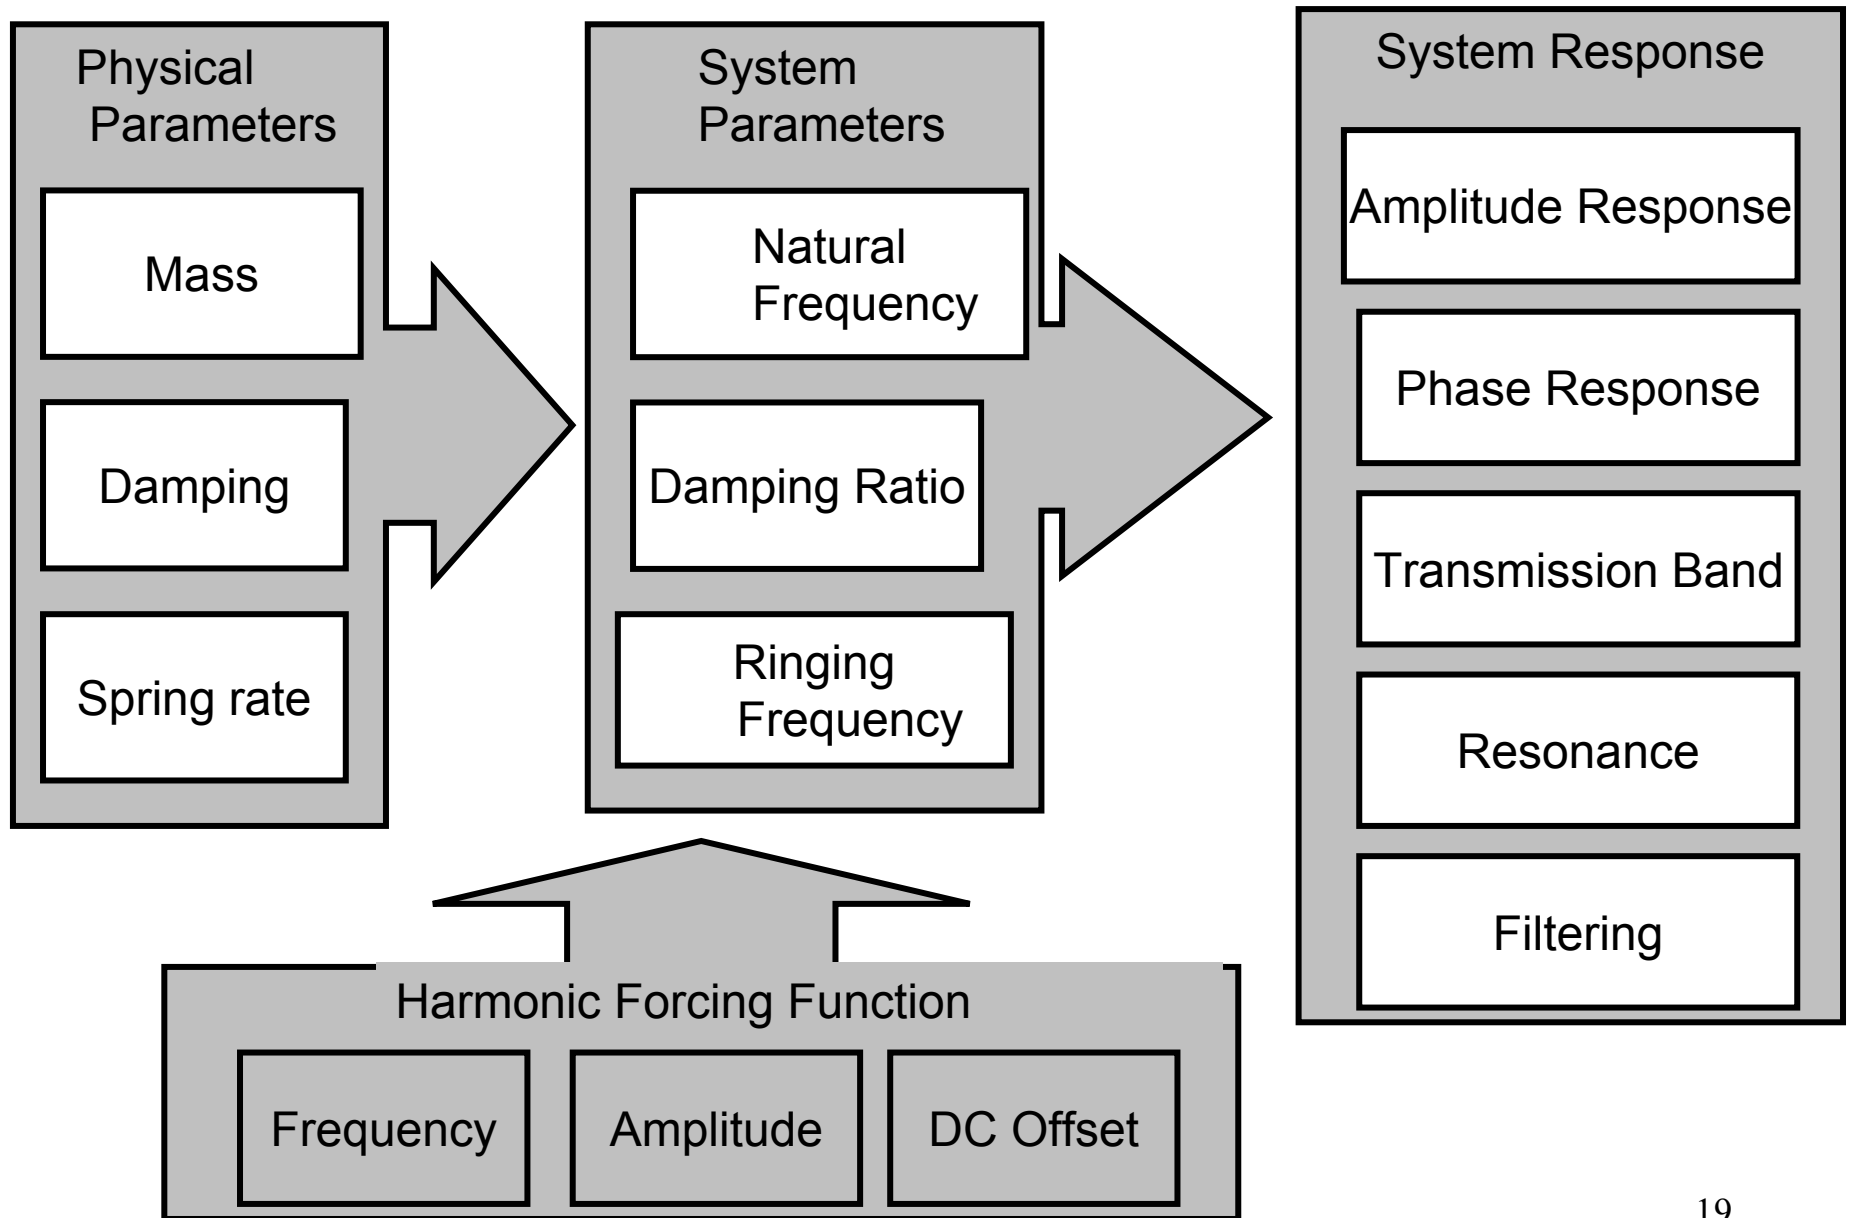 Physical
Parameters
Mass
Damping
Spring rate
System
Parameters
Natural
Frequency
Damping Ratio
Ringing
Frequency
System Response
Amplitude Response
Phase Response
Transmission Band
Resonance
Filtering
Harmonic Forcing Function
Frequency
Amplitude
DC Offset
19